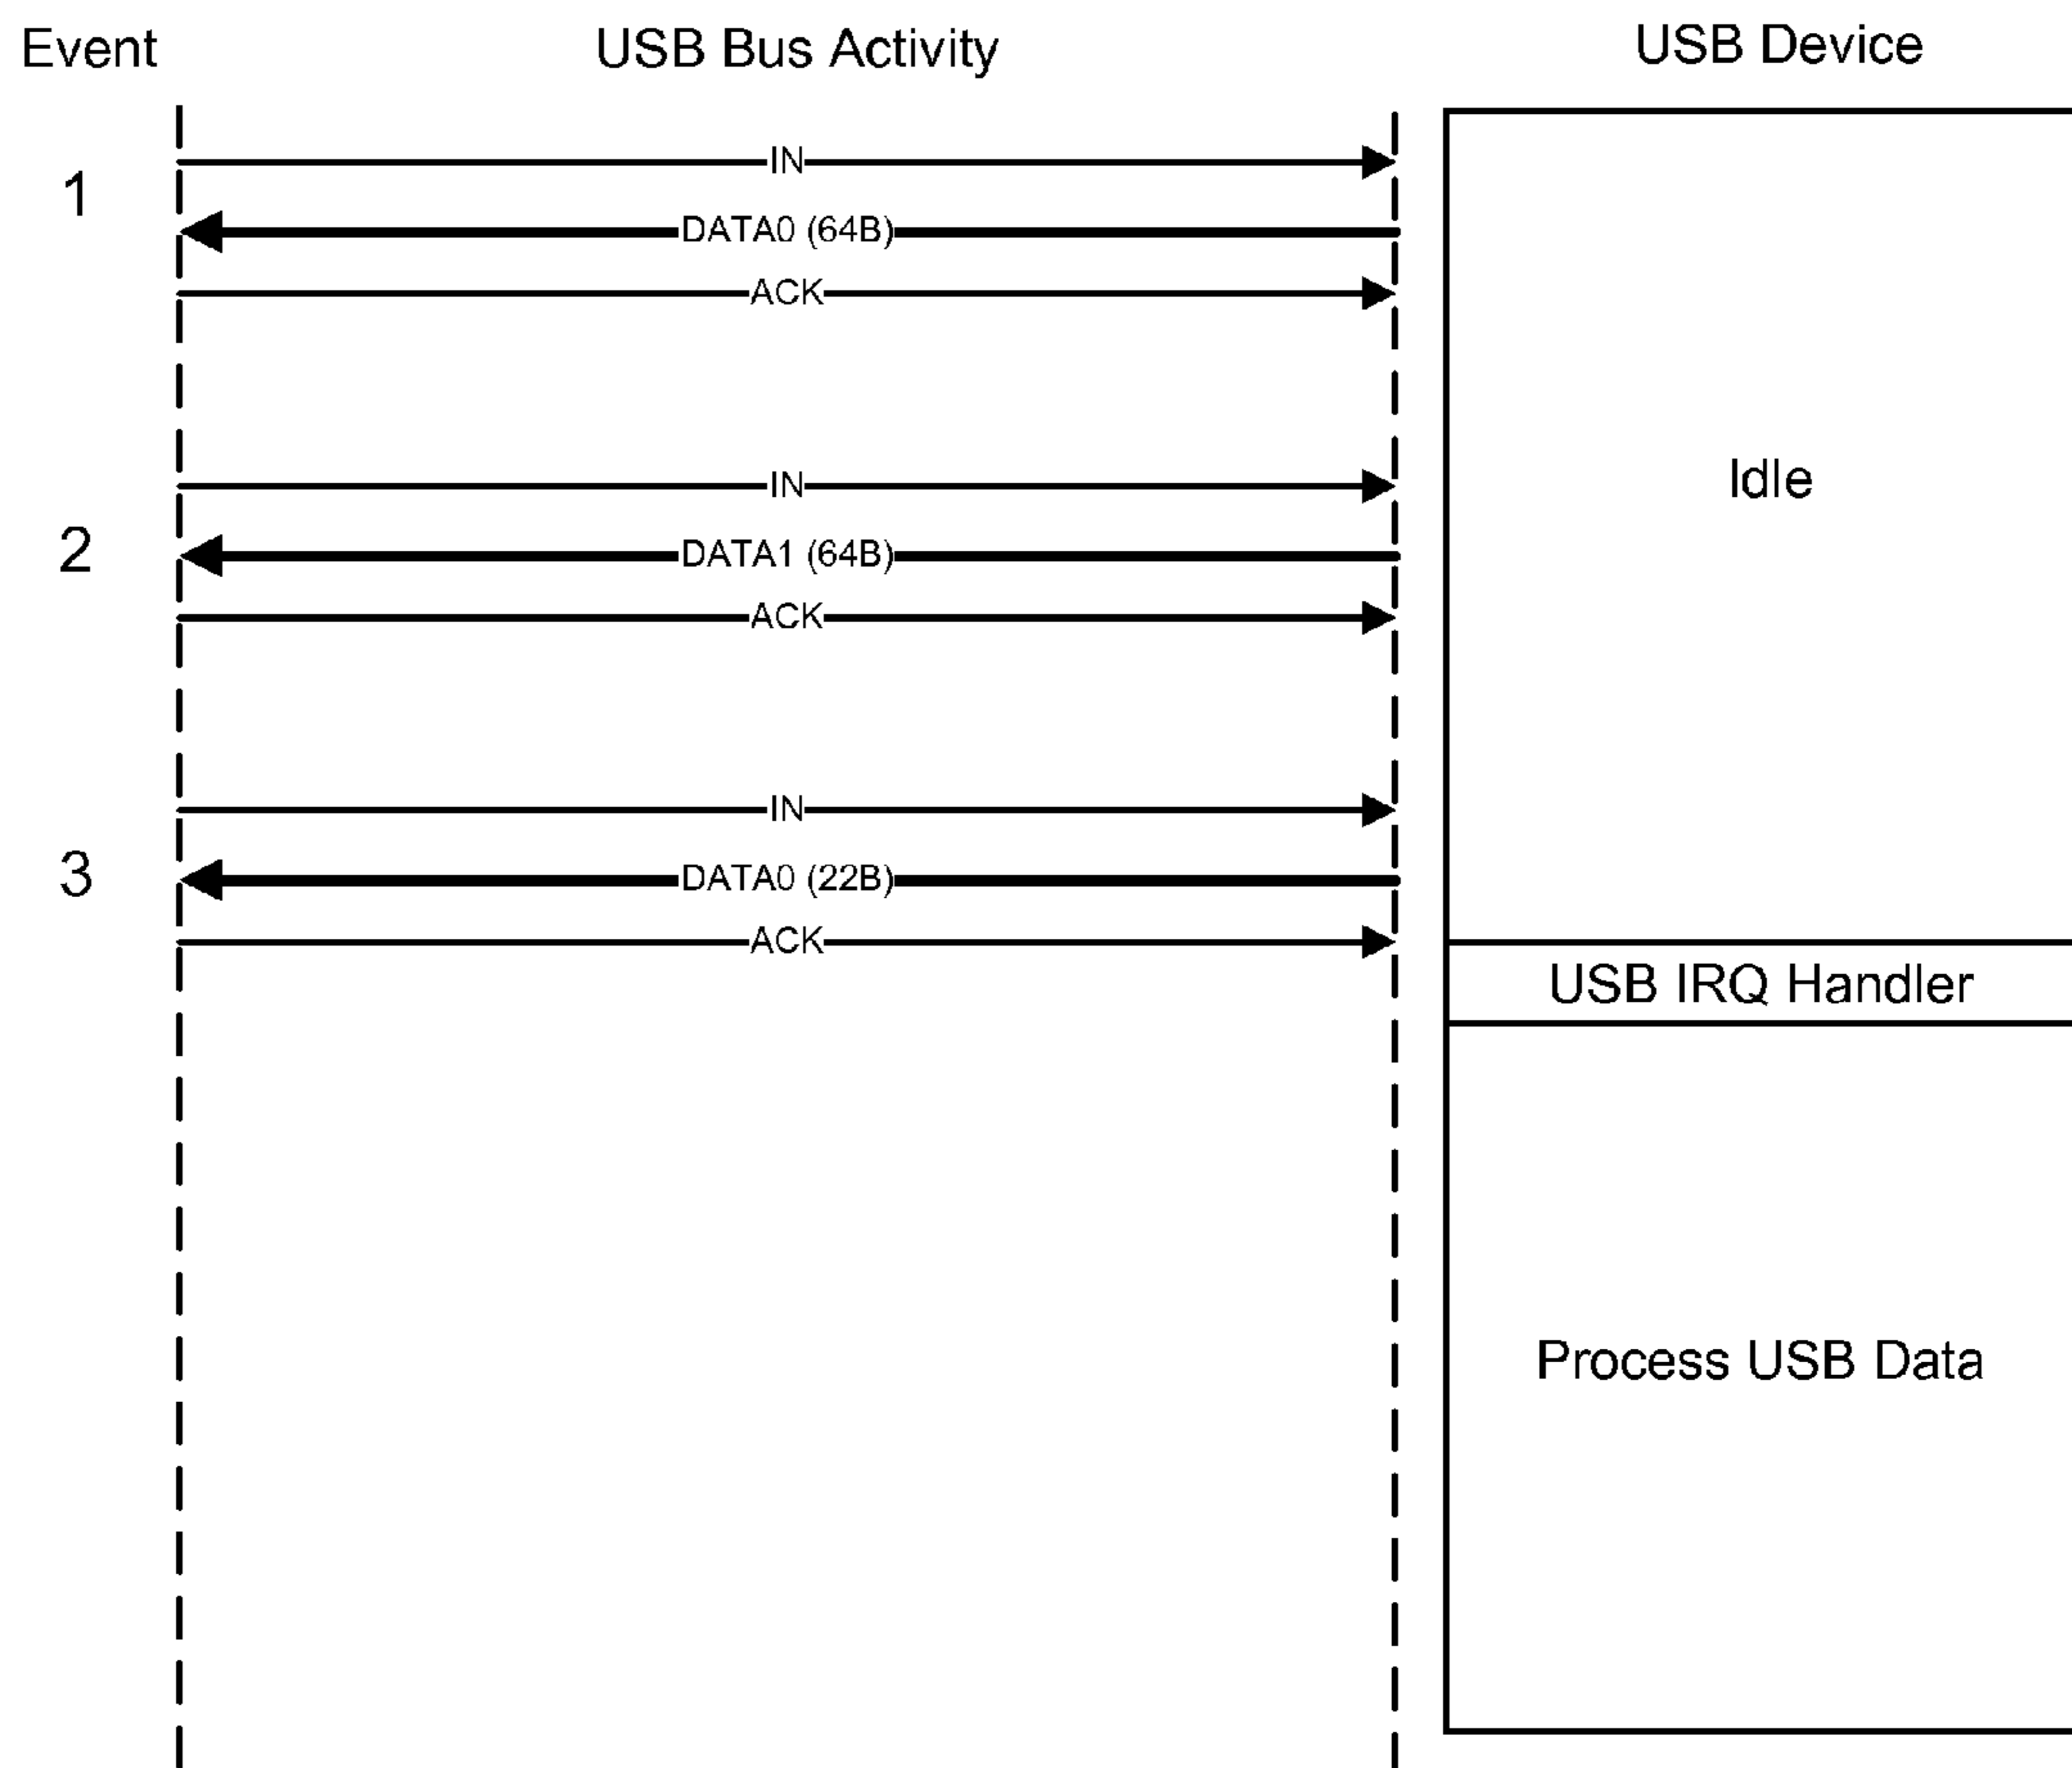 Event USB Bus Activity USB Device
IN
1
DATA0 (64B)
ACK
IN
Idle
2
DATA1 (64B)
ACK
IN
3
DATA0 (22B)
ACK
USB IRQ Handler
Process USB Data